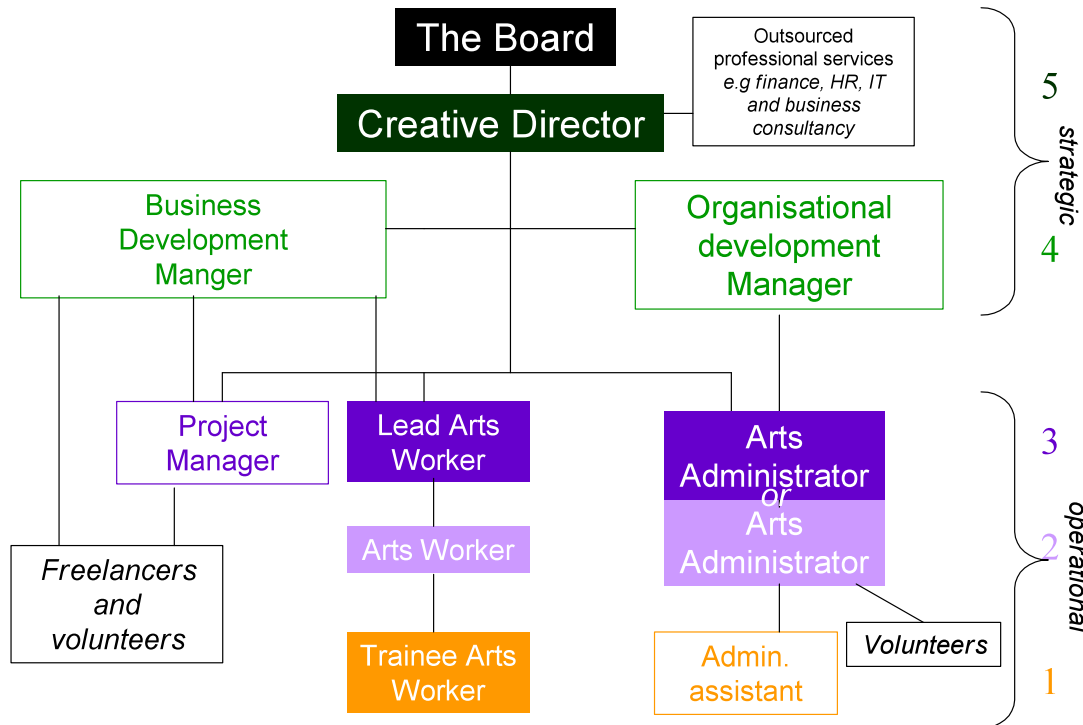 The Board
Outsourced
professional services
e.g finance, HR, IT
and business
consultancy
5
Creative Director
strategic
Business
Development
Manger
Organisational
development
Manager
4
Project
Manager
Lead Arts
Worker
Arts
Administrator
or
Arts
Administrator
3
operational
2
Arts Worker
Freelancers
and
volunteers
Trainee Arts
Worker
Admin.
assistant
Volunteers
1